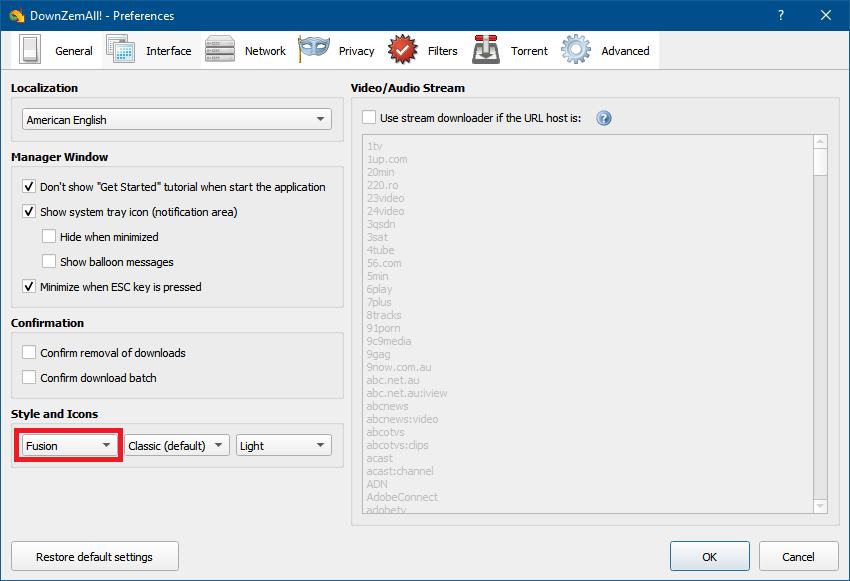 DownZemAll! - Preferences
General
Interface
Network
Privacy
Filters
Torrent
Advanced
Localization
American English
Manager Window
Don't show "Get Started" tutorial when start the application
Show system tray icon (notification area)
Hide when minimized
Show balloon messages
Minimize when ESC key is pressed
Confirmation
Confirm removal of downloads
Confirm download batch
Style and Icons
Fusion
Classic (default)
Light
Video/Audio Stream
Use stream downloader if the URL host is:
1tv
1up.com
20min
220.ro
23video
24video
3qsdn
3sat
4tube
56.com
5min
6play
7plus
8tracks
91porn
9c9media
9gag
9now.com.au
abc.net.au
abc.net.au:iview
abcnews
abcnews:video
abcotvs
abcotvs:clips
acast
acast:channel
ADN
AdobeConnect
adobetv
Restore default settings
OK
Cancel